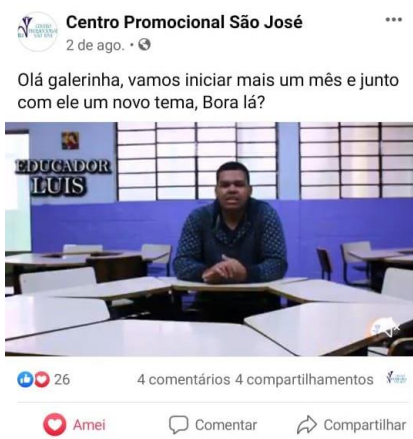 Centro Promocional São José
2 de ago. •
Olá galerinha, vamos iniciar mais um mês e junto
com ele um novo tema, Bora lá?
EDUCADOR
LUIS
26
4 comentários 4 compartilhamentos
Amei
Comentar
Compartilhar